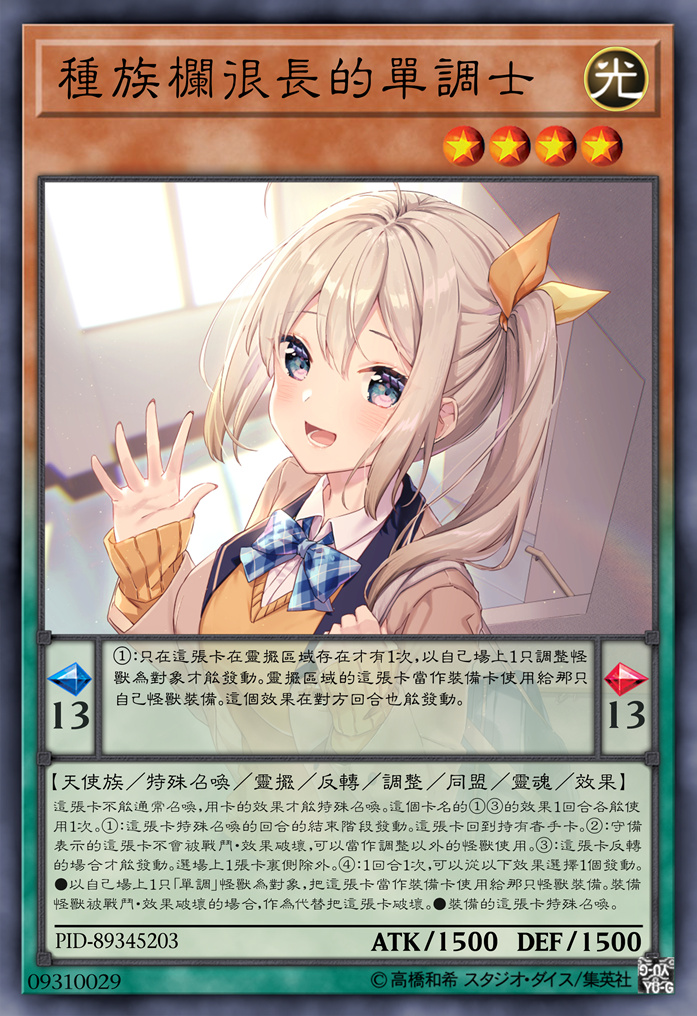 種族欄很長的單調士
光
①:只在這張卡在靈擺區域存在才有1次,以自己場上1只調整怪
獸為對象才能發動。靈擺區域的這張卡當作裝備卡使用給那只
自己怪獸裝備。這個效果在對方回合也能發動。
13
13
【天使族／特殊召喚／靈擺／反轉／調整／同盟／靈魂／效果】
這張卡不能通常召喚,用卡的效果才能特殊召喚。這個卡名的①③的效果1回合各能使
用1次。①:這張卡特殊召喚的回合的結束階段發動。這張卡回到持有者手卡。②:守備
表示的這張卡不會被戰鬥·效果破壞,可以當作調整以外的怪獸使用。③:這張卡反轉
的場合才能發動。選場上1張卡裏側除外。④:1回合1次,可以從以下效果選擇1個發動。
●以自己場上1只「單調」怪獸為對象,把這張卡當作裝備卡使用給那只怪獸裝備。裝備
怪獸被戰鬥·效果破壞的場合,作為代替把這張卡破壞。●裝備的這張卡特殊召喚。
PID-89345203
ATK/1500 DEF/1500
09310029
©高橋和希 スタジオ・ダイス/集英社